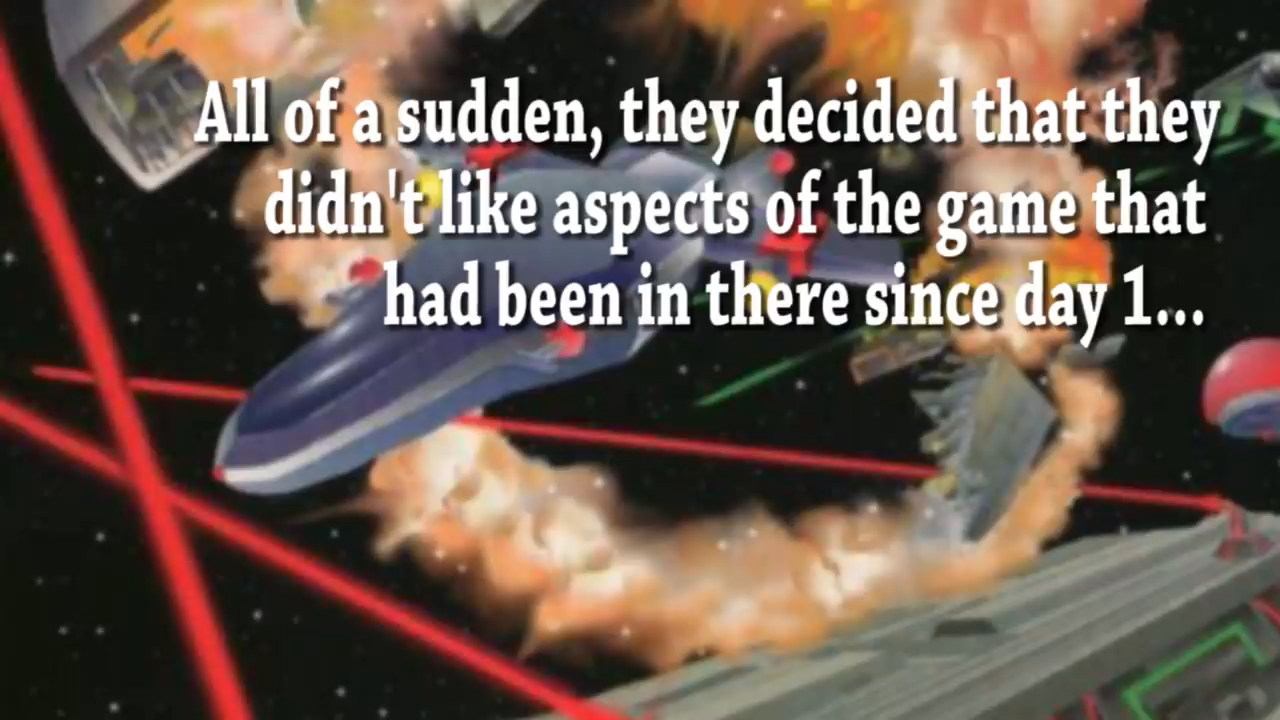 All of a sudden, they decided that they
didn't like aspects of the game that
had been in there since day 1...